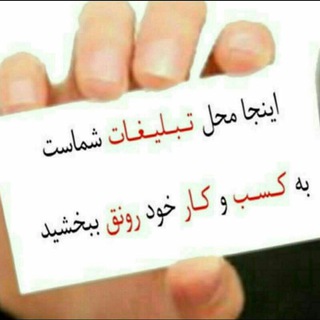 اینجا محل تبلیغات شماست
به کسب و کار خود رونق ببخشید